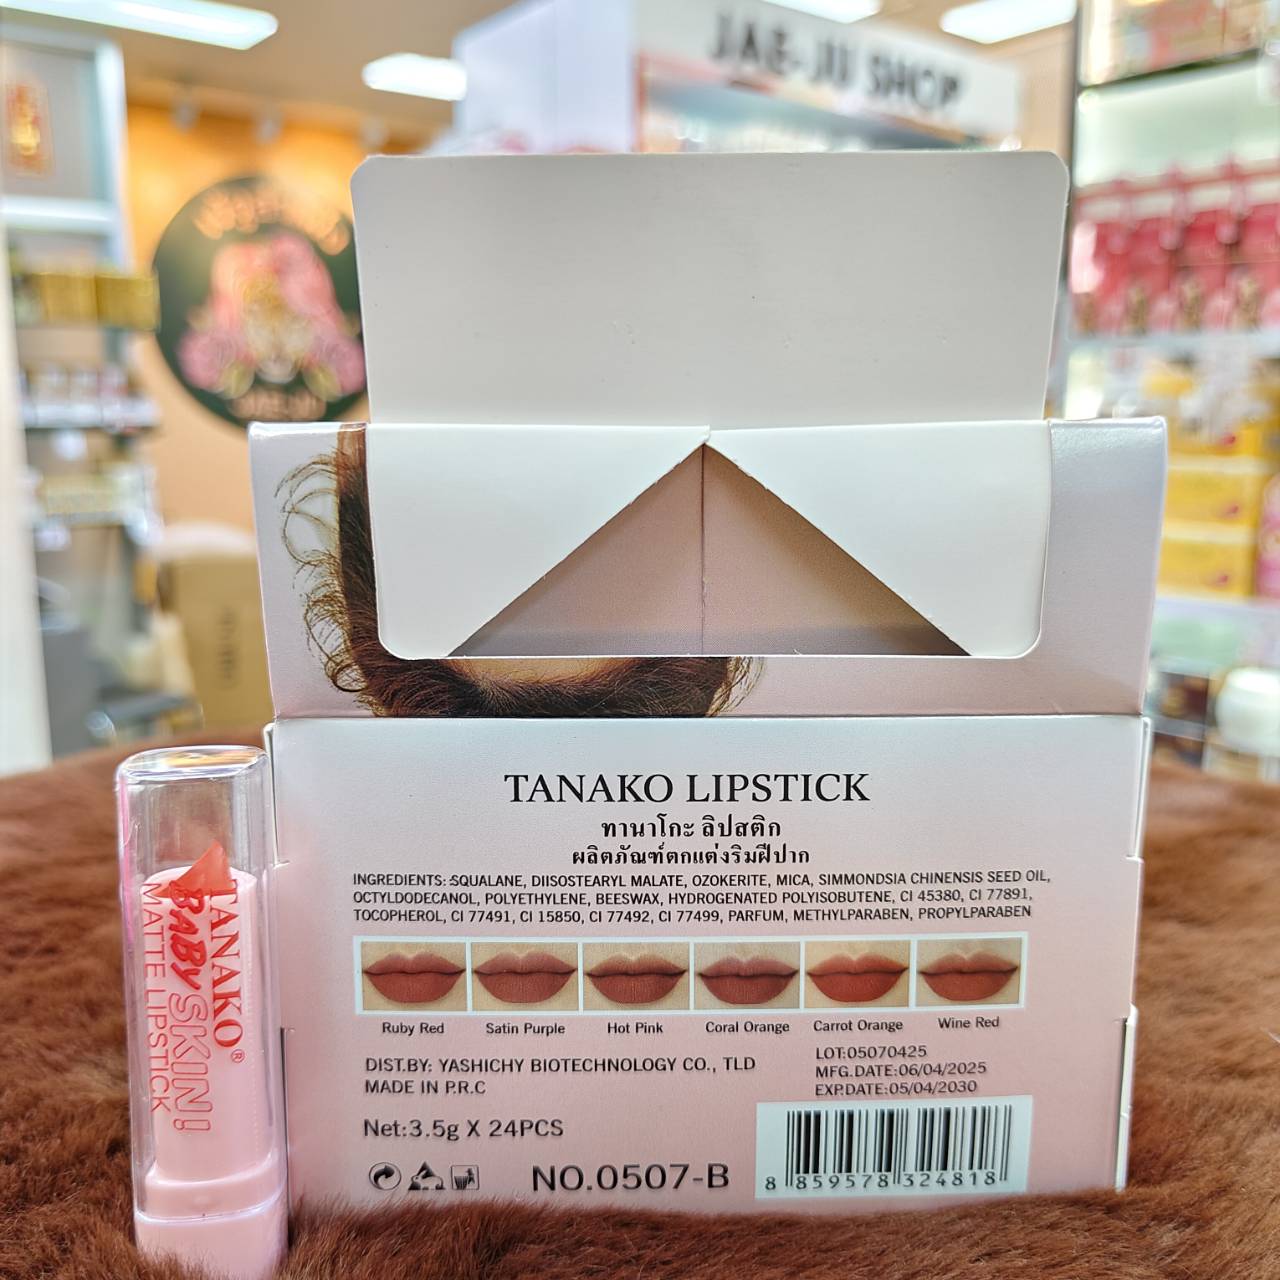 JAE-JU SHOP
TANAKO LIPSTICK
ทานาโกะ ลิปสติก
ผลิตภัณฑ์ตกแต่งริมฝีปาก
INGREDIENTS: SQUALANE, DIISOSTEARYL MALATE, OZOKERITE, MICA, SIMMONDSIA CHINENSIS SEED OIL,
OCTYLDODECANOL, POLYETHYLENE, BEESWAX, HYDROGENATED POLYISOBUTENE, CI 45380, CI 77891,
TOCOPHEROL, CI 77491, CI 15850, CI 77492, CI 77499, PARFUM, METHYLPARABEN, PROPYLPARABEN
Ruby Red Satin Purple Hot Pink Coral Orange Carrot Orange Wine Red
DIST.BY: YASHICHY BIOTECHNOLOGY CO., TLD
MADE IN P.R.C
LOT:05070425
MFG.DATE:06/04/2025
EXP.DATE:05/04/2030
Net:3.5g X 24PCS
NO.0507-B
8 859578 324818
TANAKO®
BABY SKIN!
MATTE LIPSTICK